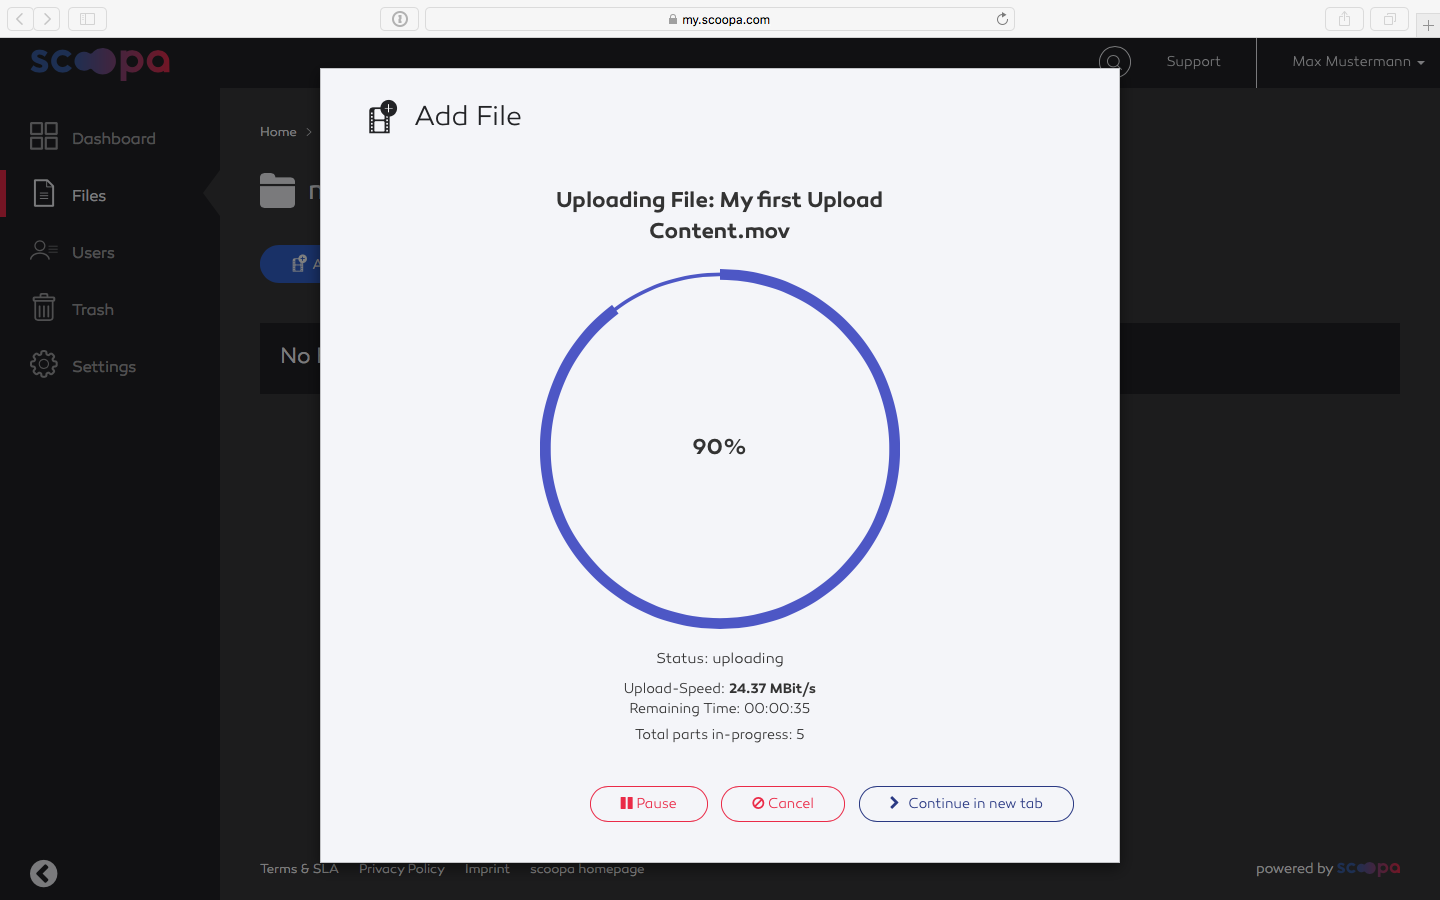 my.scoopa.com
scoopa
Support
Max Mustermann
Dashboard
Files
Users
Trash
Settings
Home
Add File
Uploading File: My first Upload
Content.mov
No
90%
Status: uploading
Upload-Speed: 24.37 MBit/s
Remaining Time: 00:00:35
Total parts in-progress: 5
Pause
Cancel
Continue in new tab
Terms & SLA
Privacy Policy
Imprint
scoopa homepage
powered by scoopa